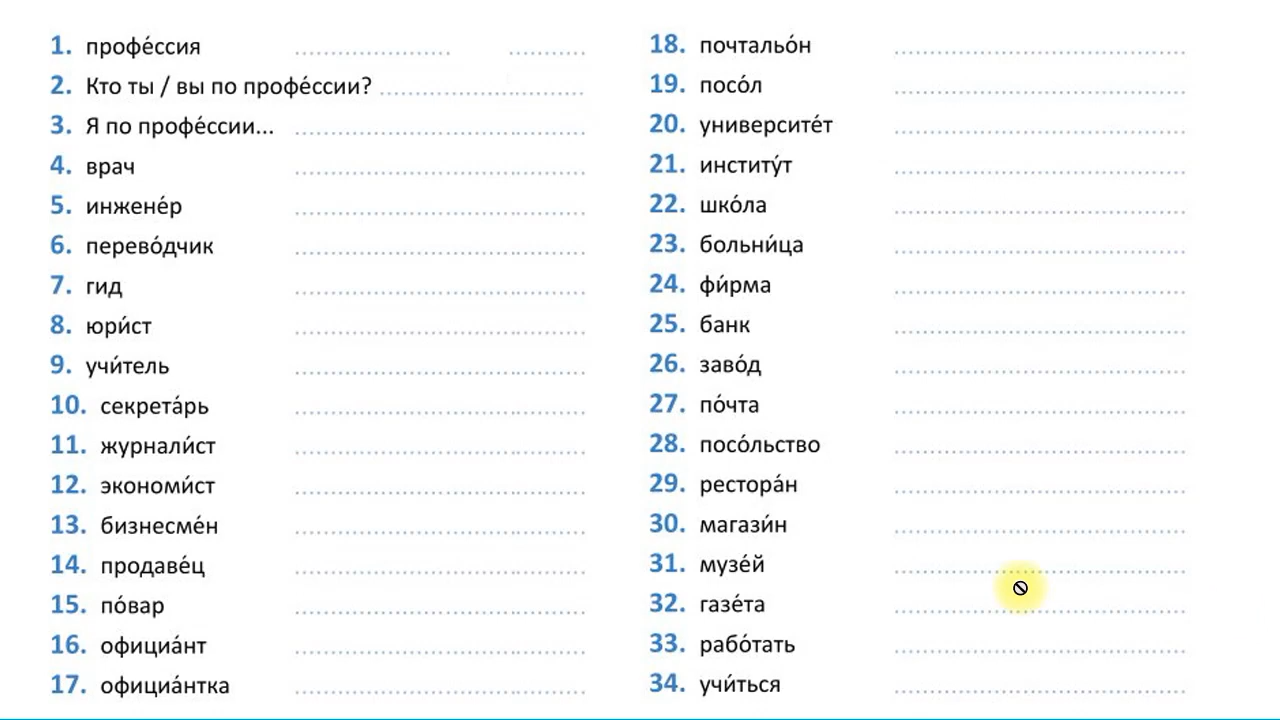 1. профе́ссия
2. Кто ты / вы по профе́ссии?
3. Я по профе́ссии...
4. врач
5. инжене́р
6. перево́дчик
7. гид
8. юри́ст
9. учи́тель
10. секрета́рь
11. журнали́ст
12. экономи́ст
13. бизнесме́н
14. продаве́ц
15. по́вар
16. официа́нт
17. официа́нтка
18. почтальо́н
19. посо́л
20. университе́т
21. институ́т
22. шко́ла
23. больни́ца
24. фи́рма
25. банк
26. заво́д
27. по́чта
28. посо́льство
29. рестора́н
30. магази́н
31. музе́й
32. газе́та
33. рабо́тать
34. учи́ться